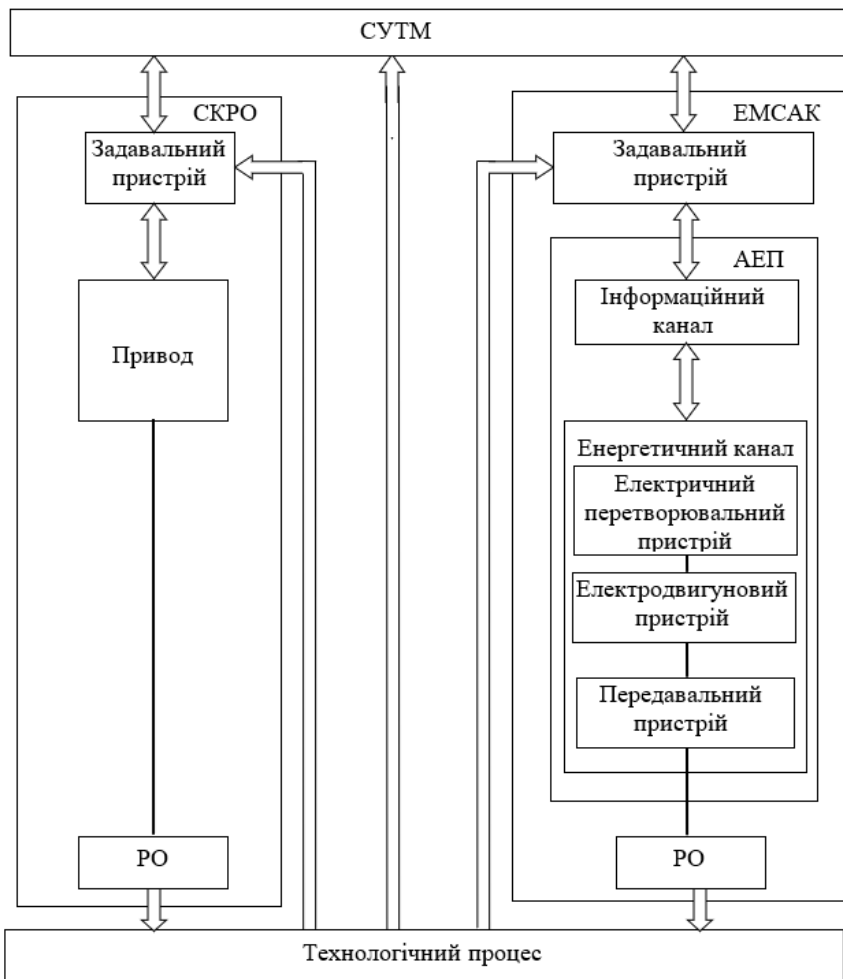 СУТМ
СКРО
Задавальний
пристрій
Привод
РО
ЕМСАК
Задавальний
пристрій
АЕП
Інформаційний
канал
Енергетичний канал
Електричний
перетворювальний
пристрій
Електродвигуновий
пристрій
Передавальний
пристрій
РО
Технологічний процес